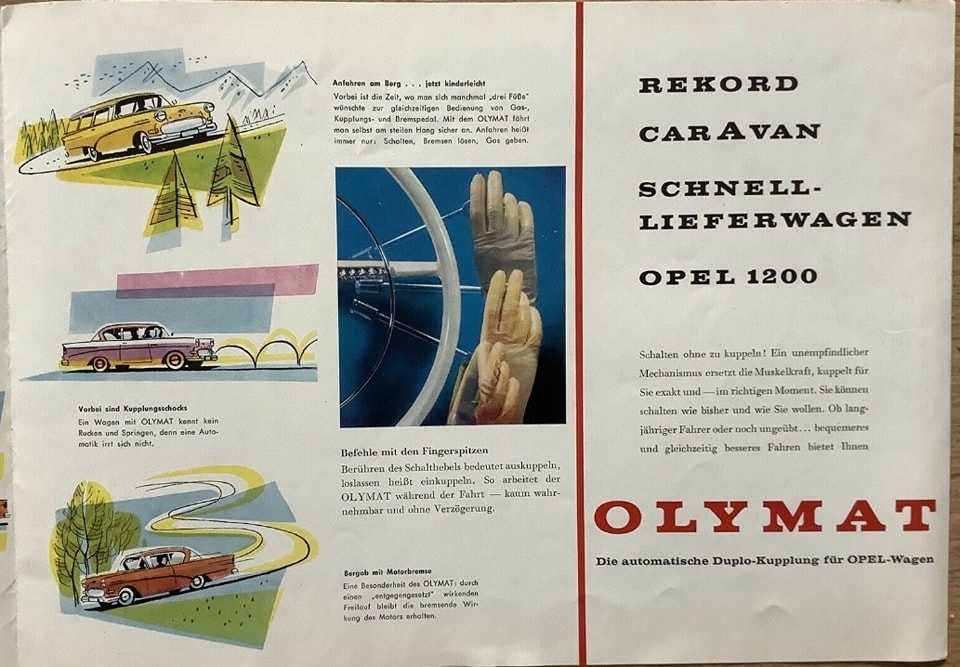 Anfahren am Berg . . . jetzt kinderleicht
Vorbei ist die Zeit, wo man sich manchmal „drei Füße"
wünschte zur gleichzeitigen Bedienung von Gas-,
Kupplungs- und Bremspedal. Mit dem OLYMAT fährt
man selbst am steilen Hang sicher an. Anfahren heißt
immer nur: Schalten, Bremsen lösen, Gas geben.
Vorbei sind Kupplungsschocks
Ein Wagen mit OLYMAT kennt kein
Rucken und Springen, denn eine Auto-
matik irrt sich nicht.
Befehle mit den Fingerspitzen
Berühren des Schalthebels bedeutet auskuppeln,
loslassen heißt einkuppeln. So arbeitet der
OLYMAT während der Fahrt — kaum wahr-
nehmbar und ohne Verzögerung.
Bergab mit Motorbremse
Eine Besonderheit des OLYMAT: durch
einen „entgegengesetzt" wirkenden
Freilauf bleibt die bremsende Wir-
kung des Motors erhalten.
REKORD
CARAVAN
SCHNELL-
LIEFERWAGEN
OPEL 1200
Schalten ohne zu kuppeln! Ein unempfindlicher
Mechanismus ersetzt die Muskelkraft, kuppelt für
Sie exakt und — im richtigen Moment. Sie können
schalten wie bisher und wie Sie wollen. Ob lang-
jähriger Fahrer oder noch ungeübt... bequemeres
und gleichzeitig besseres Fahren bietet Ihnen
OLYMAT
Die automatische Duplo-Kupplung für OPEL-Wagen